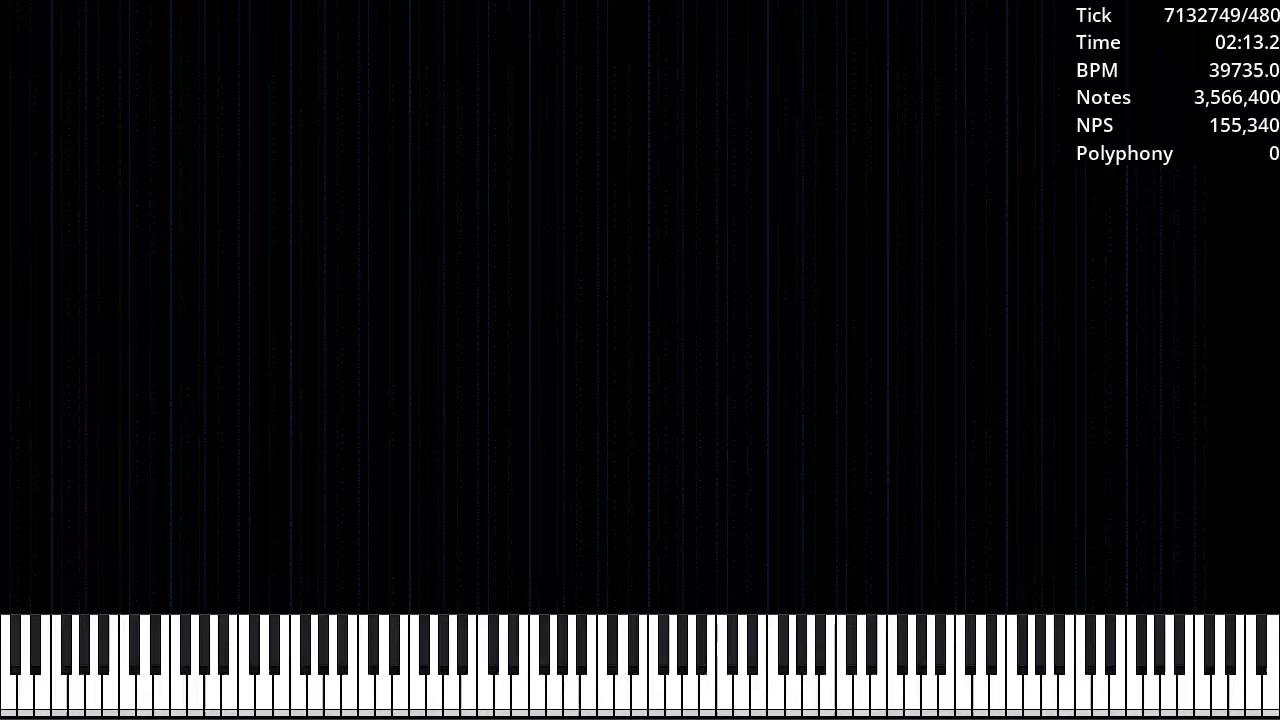 Tick 7132749/480
Time 02:13.2
BPM 39735.0
Notes 3,566,400
NPS 155,340
Polyphony 0